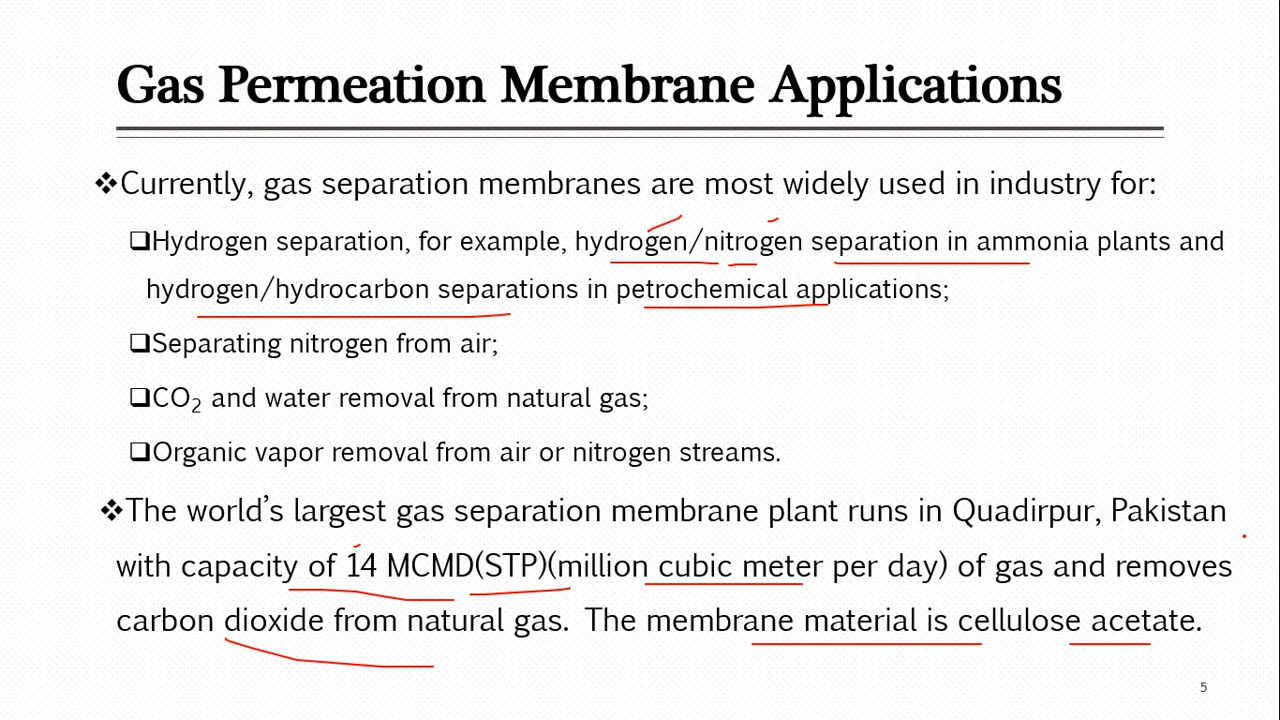 Gas Permeation Membrane Applications
❖Currently, gas separation membranes are most widely used in industry for:
❑Hydrogen separation, for example, hydrogen/nitrogen separation in ammonia plants and
hydrogen/hydrocarbon separations in petrochemical applications;
❑Separating nitrogen from air;
❑CO₂ and water removal from natural gas;
❑Organic vapor removal from air or nitrogen streams.
❖The world’s largest gas separation membrane plant runs in Quadirpur, Pakistan
with capacity of 14 MCMD(STP)(million cubic meter per day) of gas and removes
carbon dioxide from natural gas. The membrane material is cellulose acetate.
5